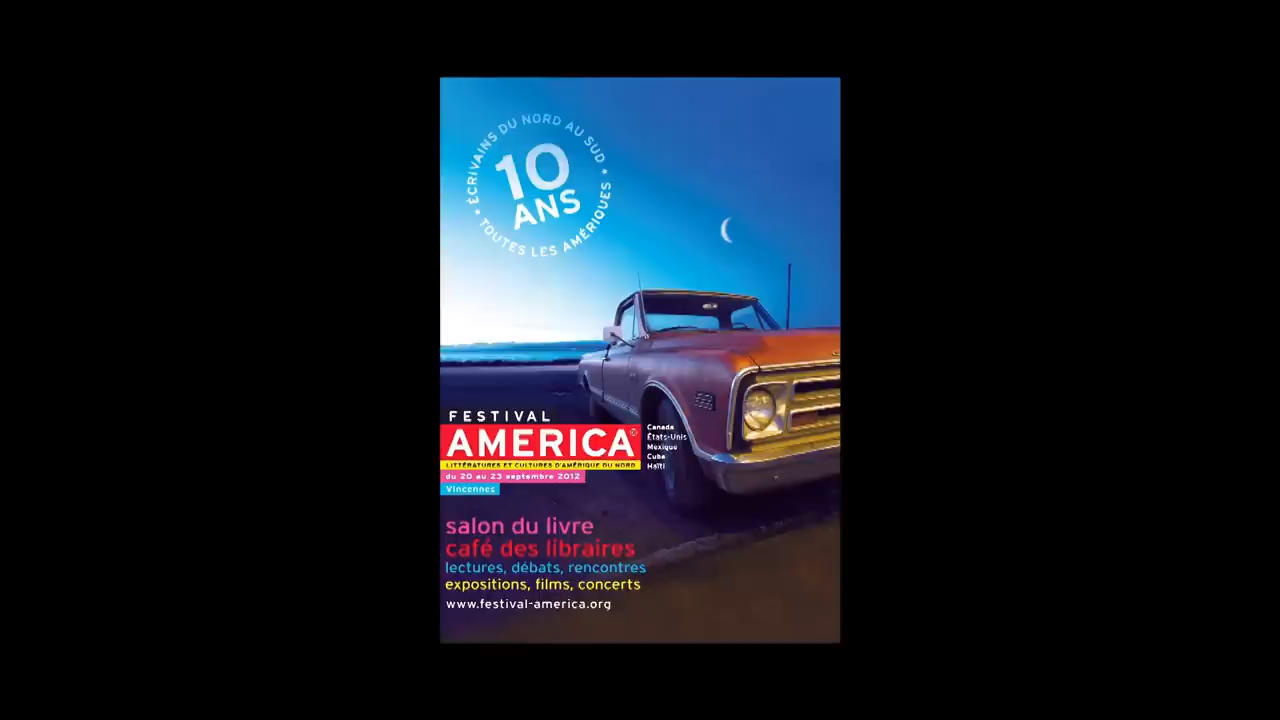 ÉCRIVAINS DU NORD AU SUD
10
ANS
TOUTES LES AMÉRIQUES
FESTIVAL
AMERICA®
LITTÉRATURES ET CULTURES D'AMÉRIQUE DU NORD
du 20 au 23 septembre 2012
Vincennes
Canada
États-Unis
Mexique
Cuba
Haïti
salon du livre
café des libraires
lectures, débats, rencontres
expositions, films, concerts
www.festival-america.org